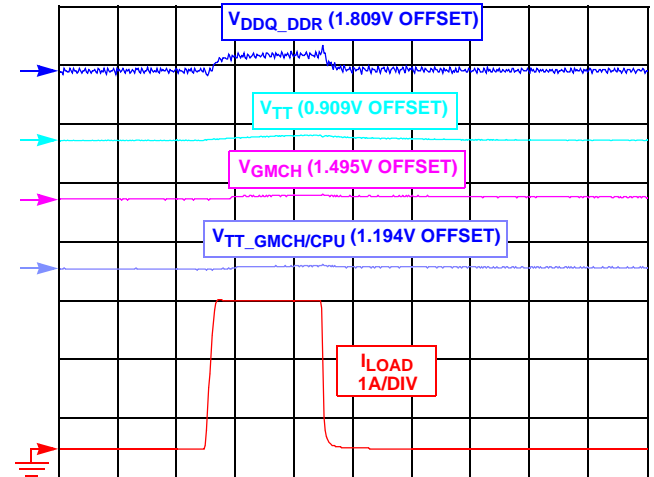 VDDQ_DDR (1.809V OFFSET)
VTT (0.909V OFFSET)
VGMCH (1.495V OFFSET)
VTT_GMCH/CPU (1.194V OFFSET)
ILOAD
1A/DIV